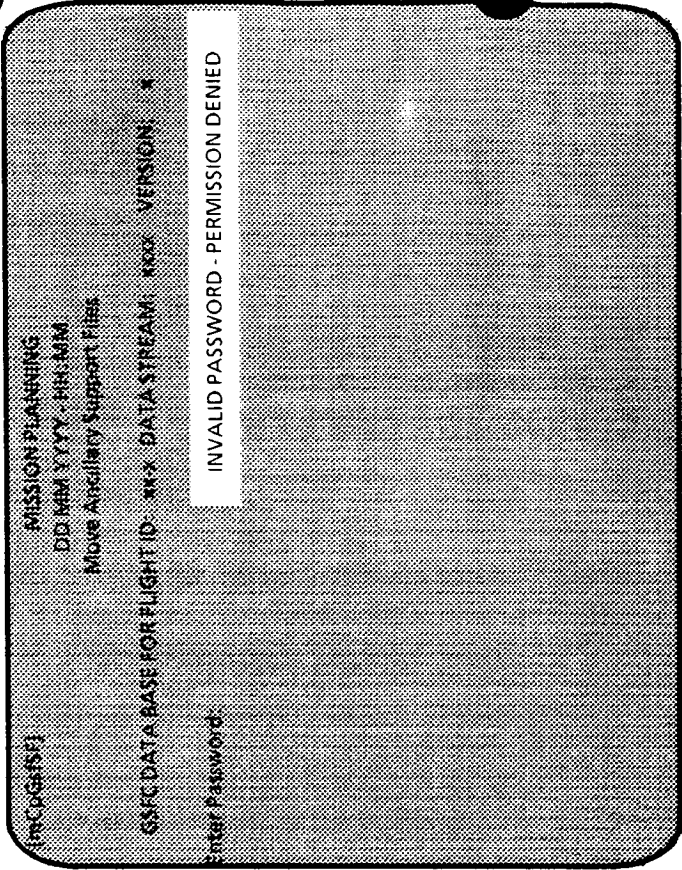 [mCpGsfSF]
MISSION PLANNING
DD MM YYYY - HH:MM
Move Ancillary Support Files
GSFC DATA BASE FOR FLIGHT ID: xx-x DATA STREAM: xxxx VERSION: x
Enter Password: INVALID PASSWORD - PERMISSION DENIED